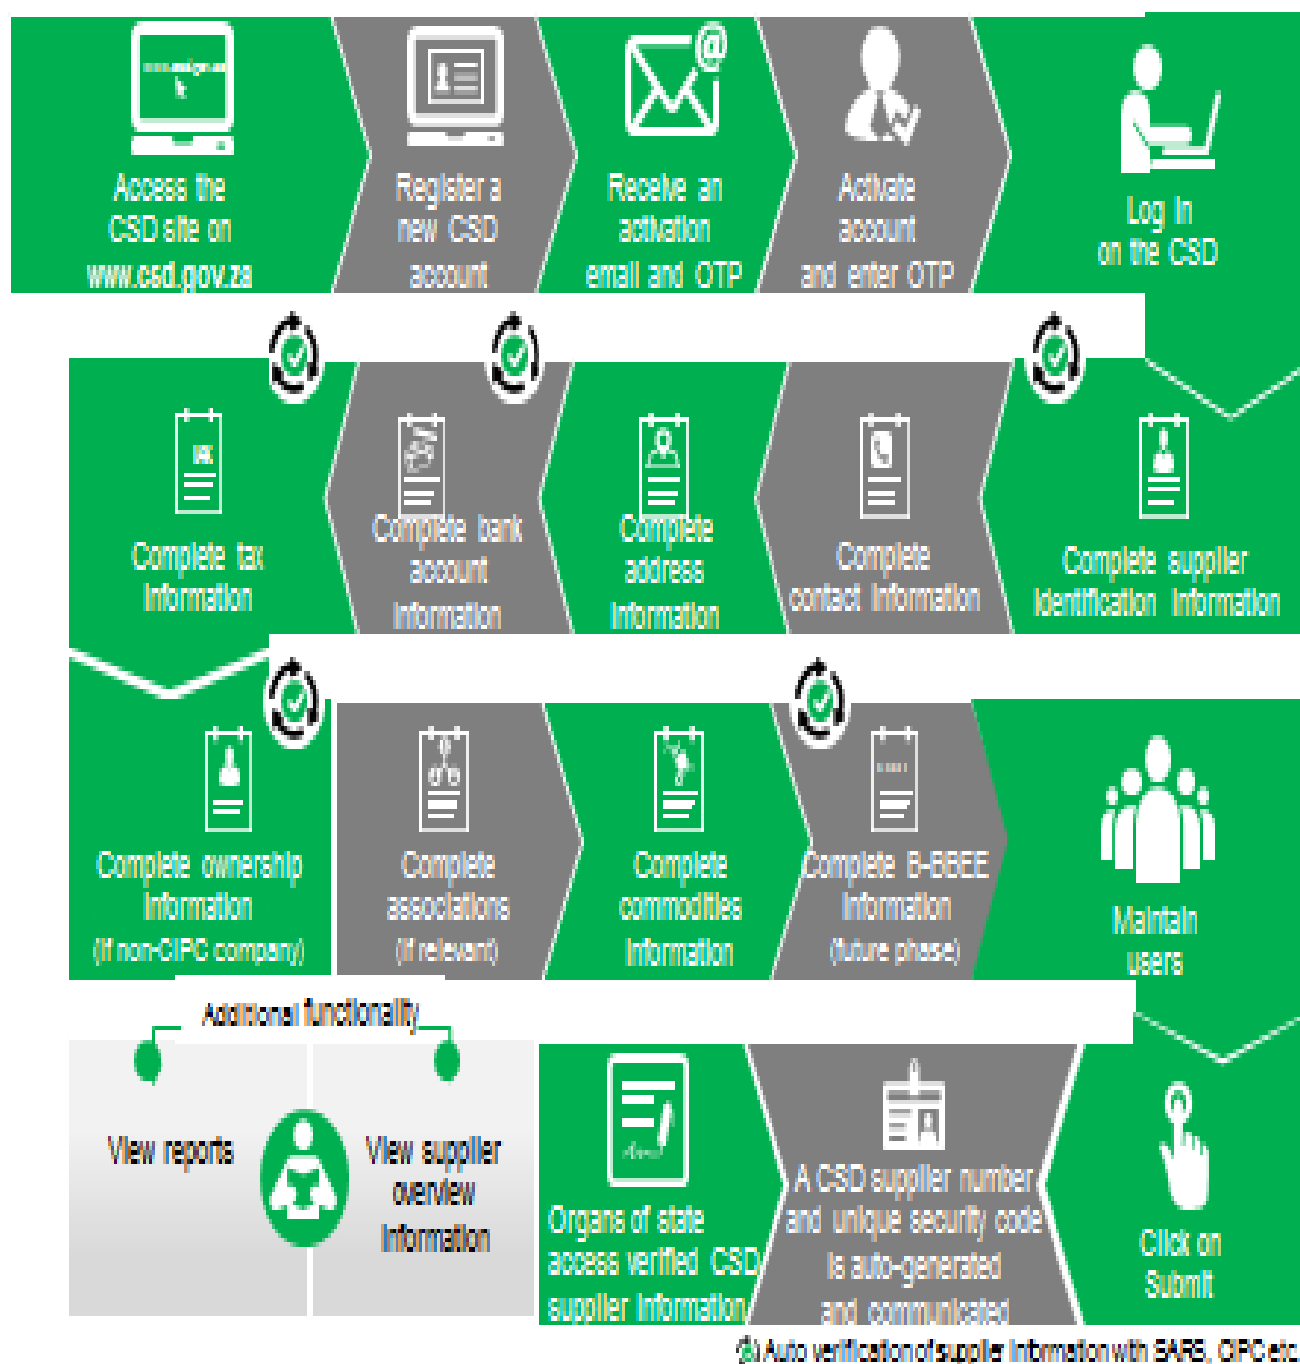 Access the
CSD site on
www.csd.gov.za
Register a
new CSD
account
Receive an
activation
email and OTP
Activate
account
and enter OTP
Log in
on the CSD
Complete supplier
identification information
Complete
contact information
Complete
address
information
Complete bank
account
information
TAX
Complete tax
information
Complete ownership
information
(if non-CIPC company)
Complete
associations
(if relevant)
Complete
commodities
information
Complete B-BBEE
information
(future phase)
Maintain
users
Click on
Submit
A CSD supplier number
and unique security code
is auto-generated
and communicated
Organs of state
access verified CSD
supplier information
Additional functionality
View reports
View supplier
overview
information
Auto verification of supplier information with SARS, CIPC etc.